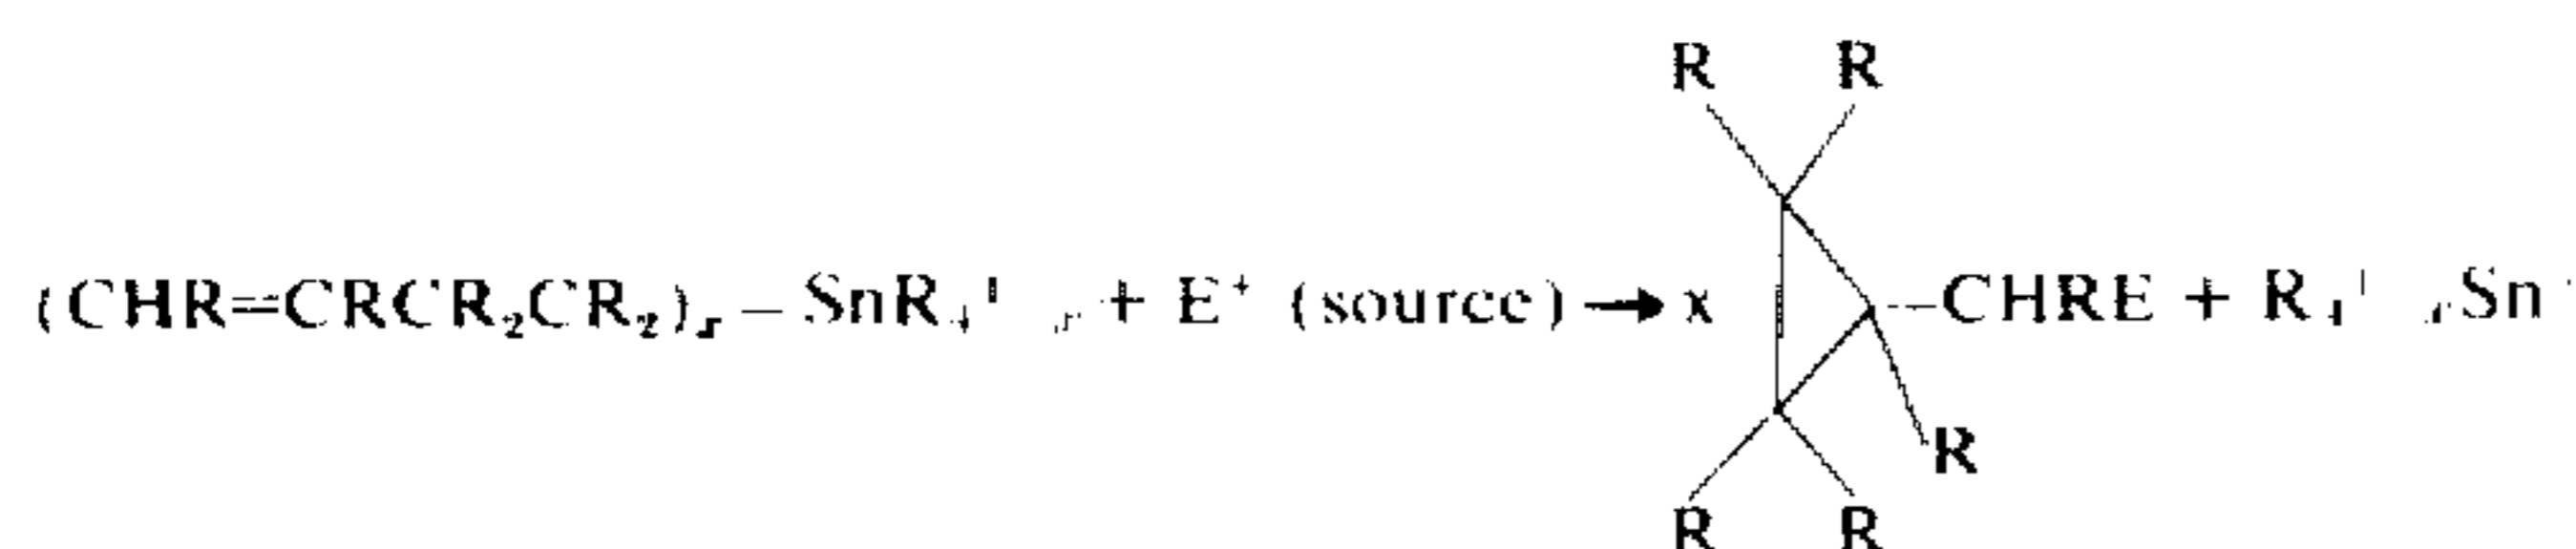 R R
(CHR=CRCR₂CR₂)ₓ – SnR₄ + E⁺ (source) → x –CHRE + R₄ Sn
R
R R